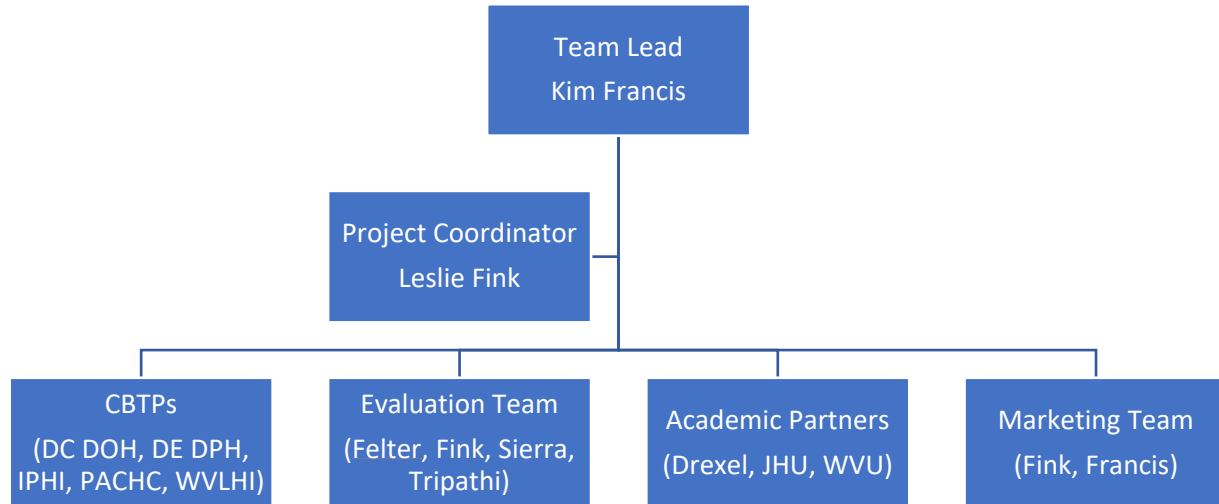 Team Lead
Kim Francis
Project Coordinator
Leslie Fink
CBTPs
(DC DOH, DE DPH,
IPHI, PACHC, WVLHI)
Evaluation Team
(Felter, Fink, Sierra,
Tripathi)
Academic Partners
(Drexel, JHU, WVU)
Marketing Team
(Fink, Francis)